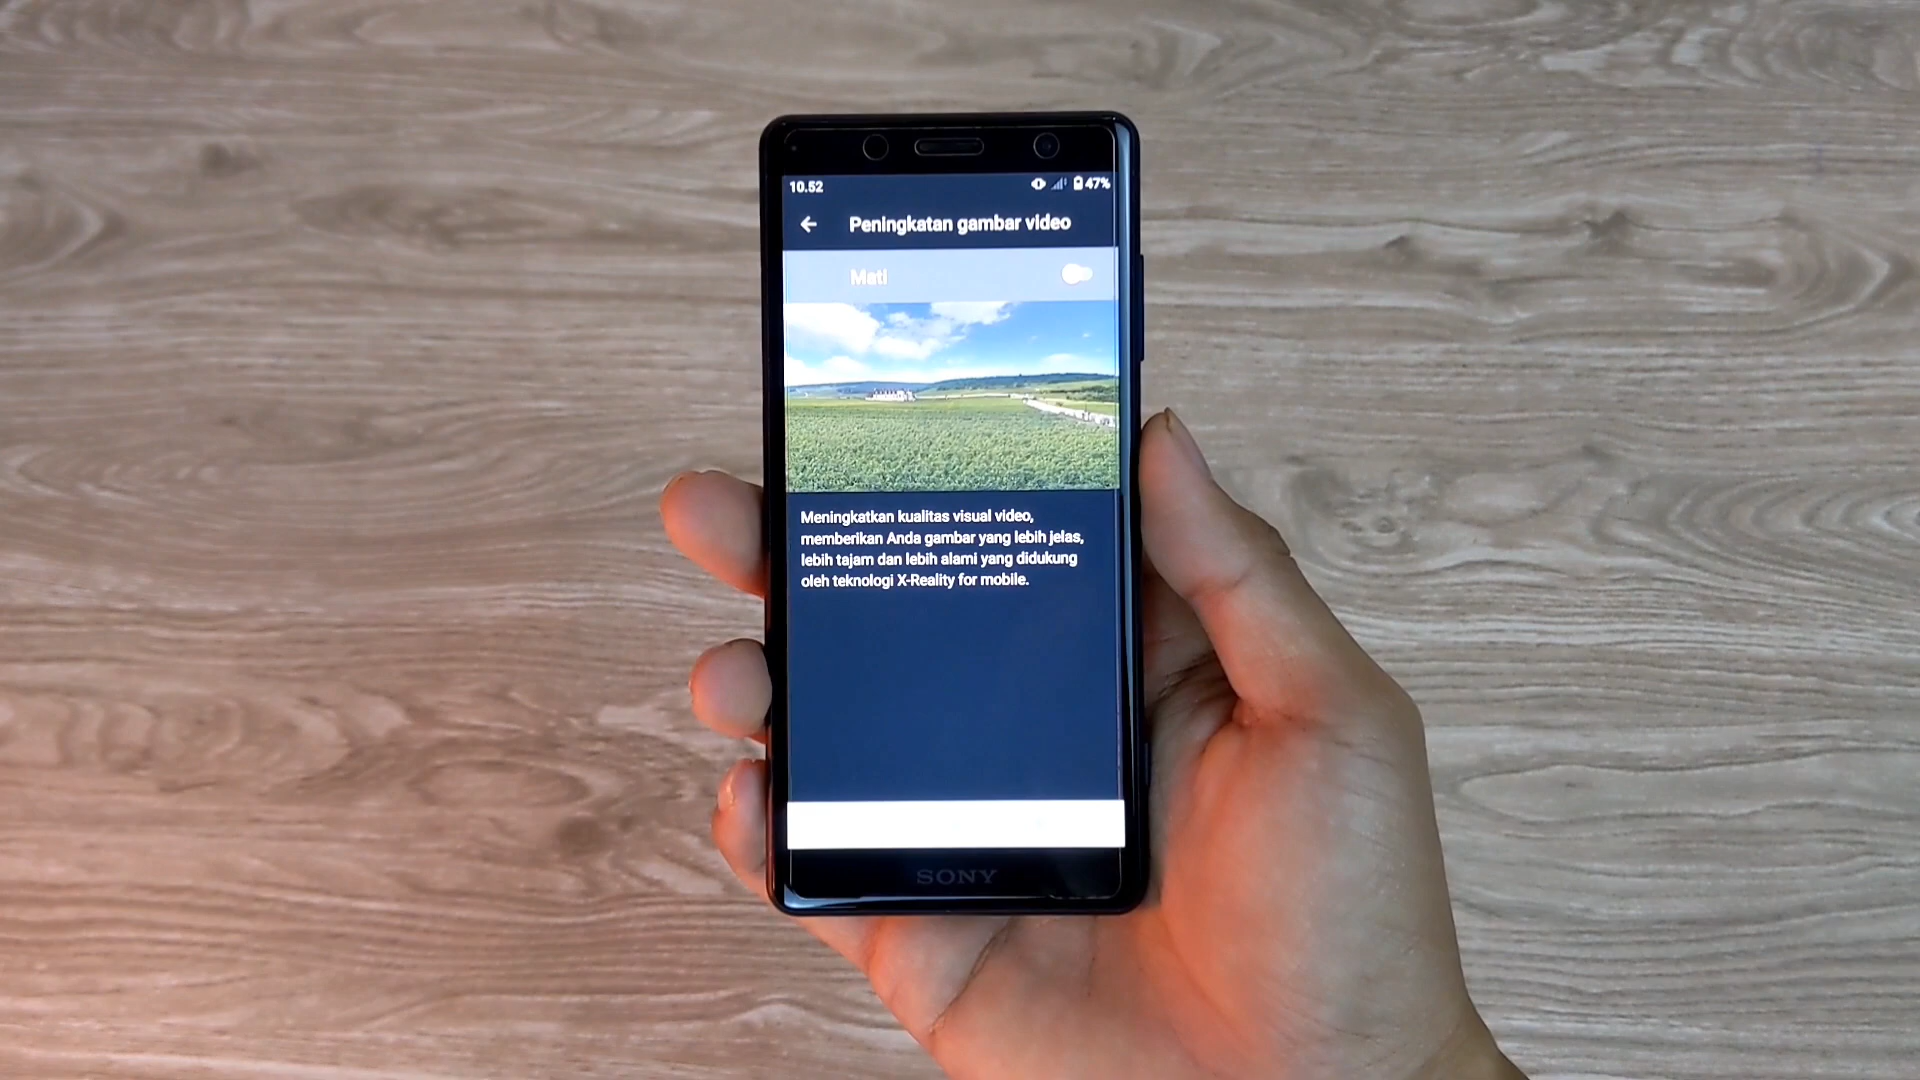 10.52
47%
Peningkatan gambar video
Mati
Meningkatkan kualitas visual video,
memberikan Anda gambar yang lebih jelas,
lebih tajam dan lebih alami yang didukung
oleh teknologi X-Reality for mobile.
SONY